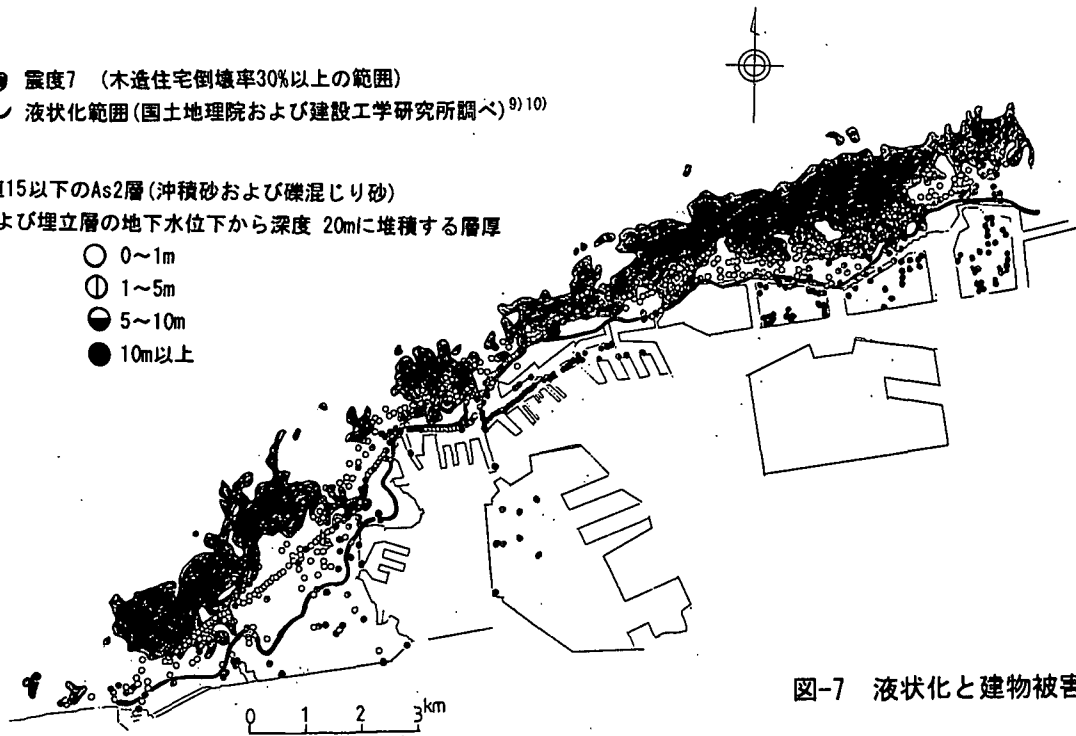 震度7 (木造住宅倒壊率30%以上の範囲)
液状化範囲(国土地理院および建設工学研究所調べ)9)10)
15以下のAs2層(沖積砂および礫混じり砂)
よび埋立層の地下水位下から深度 20mに堆積する層厚
0~1m
1~5m
5~10m
10m以上
0 1 2 3km
図-7 液状化と建物被害